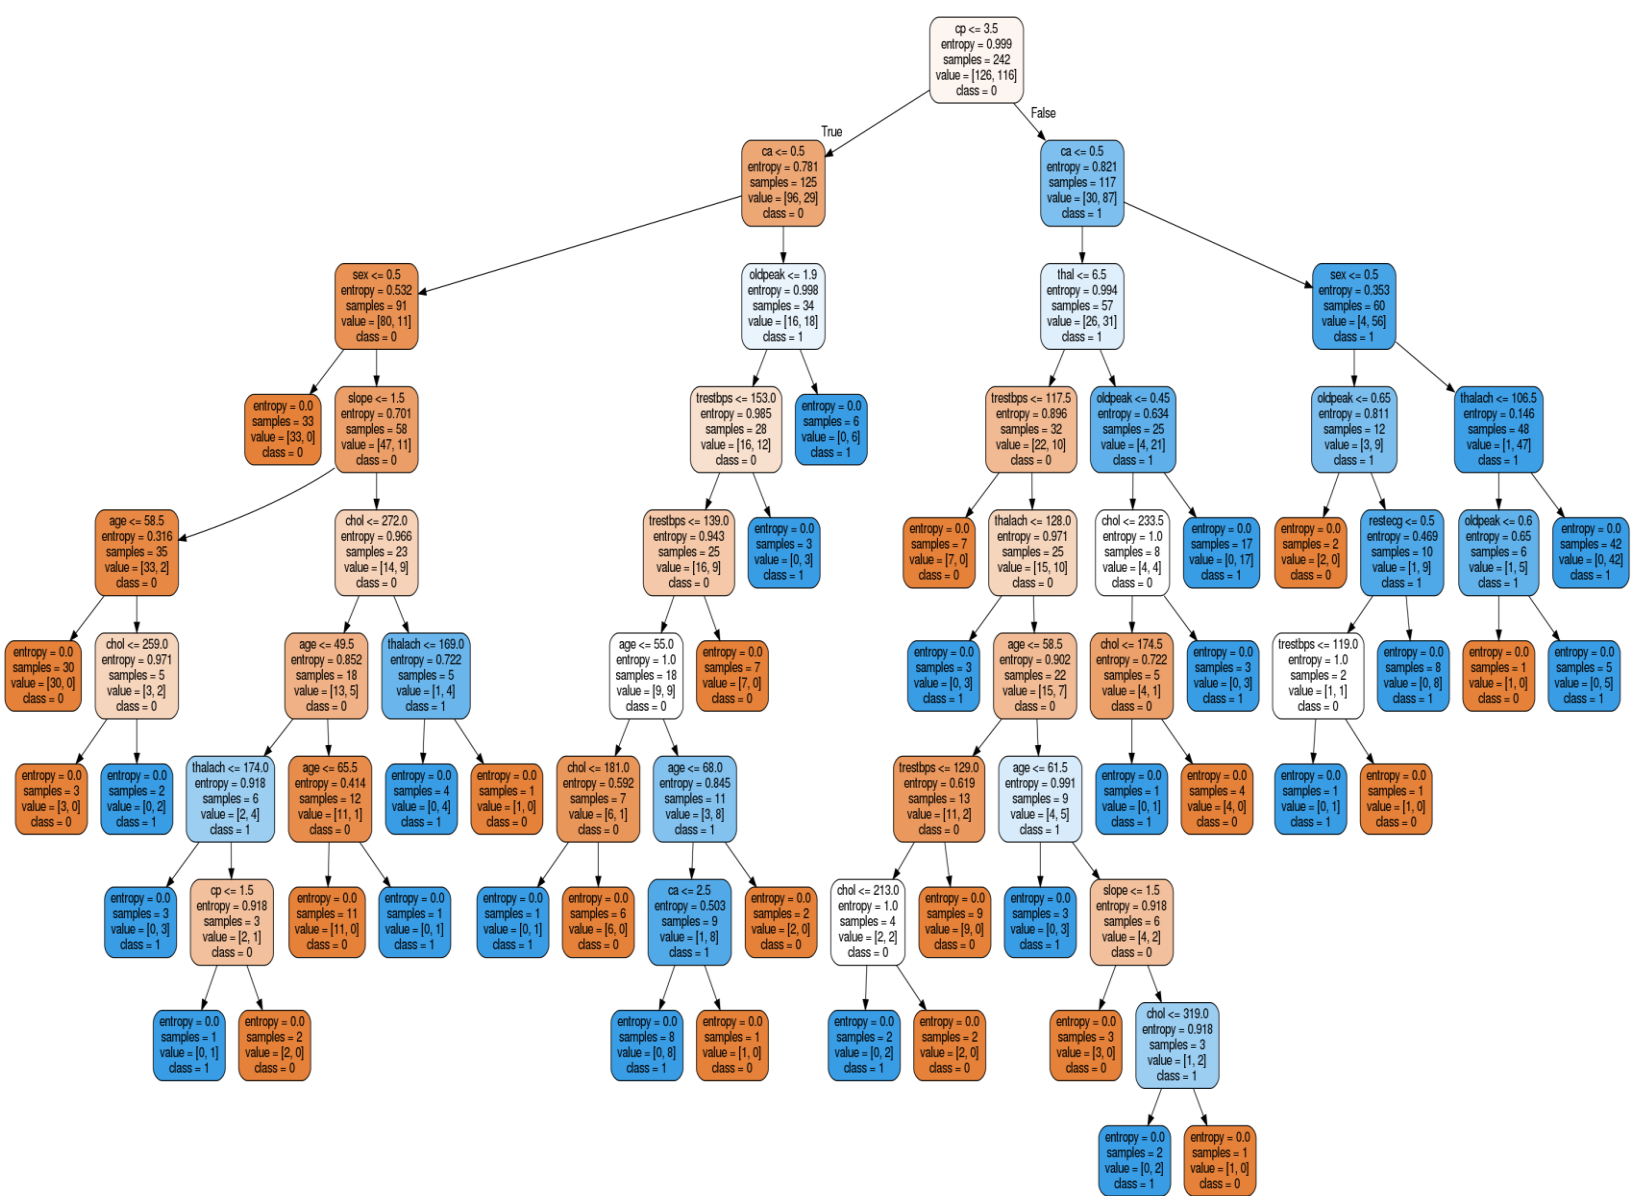 cp <= 3.5
entropy = 0.999
samples = 242
value = [126, 116]
class = 0
True
False
ca <= 0.5
entropy = 0.781
samples = 125
value = [96, 29]
class = 0
ca <= 0.5
entropy = 0.821
samples = 117
value = [30, 87]
class = 1
sex <= 0.5
entropy = 0.532
samples = 91
value = [80, 11]
class = 0
oldpeak <= 1.9
entropy = 0.998
samples = 34
value = [16, 18]
class = 1
thal <= 6.5
entropy = 0.994
samples = 57
value = [26, 31]
class = 1
sex <= 0.5
entropy = 0.353
samples = 60
value = [4, 56]
class = 1
entropy = 0.0
samples = 33
value = [33, 0]
class = 0
slope <= 1.5
entropy = 0.701
samples = 58
value = [47, 11]
class = 0
trestbps <= 153.0
entropy = 0.985
samples = 28
value = [16, 12]
class = 0
entropy = 0.0
samples = 6
value = [0, 6]
class = 1
trestbps <= 117.5
entropy = 0.896
samples = 32
value = [22, 10]
class = 0
oldpeak <= 0.45
entropy = 0.634
samples = 25
value = [4, 21]
class = 1
oldpeak <= 0.65
entropy = 0.811
samples = 12
value = [3, 9]
class = 1
thalach <= 106.5
entropy = 0.146
samples = 48
value = [1, 47]
class = 1
age <= 58.5
entropy = 0.316
samples = 35
value = [33, 2]
class = 0
chol <= 272.0
entropy = 0.966
samples = 23
value = [14, 9]
class = 0
trestbps <= 139.0
entropy = 0.943
samples = 25
value = [16, 9]
class = 0
entropy = 0.0
samples = 3
value = [0, 3]
class = 1
entropy = 0.0
samples = 7
value = [7, 0]
class = 0
thalach <= 128.0
entropy = 0.971
samples = 25
value = [15, 10]
class = 0
chol <= 233.5
entropy = 1.0
samples = 8
value = [4, 4]
class = 0
entropy = 0.0
samples = 17
value = [0, 17]
class = 1
entropy = 0.0
samples = 2
value = [2, 0]
class = 0
restecg <= 0.5
entropy = 0.469
samples = 10
value = [1, 9]
class = 1
oldpeak <= 0.6
entropy = 0.65
samples = 6
value = [1, 5]
class = 1
entropy = 0.0
samples = 42
value = [0, 42]
class = 1
entropy = 0.0
samples = 30
value = [30, 0]
class = 0
chol <= 259.0
entropy = 0.971
samples = 5
value = [3, 2]
class = 0
age <= 49.5
entropy = 0.852
samples = 18
value = [13, 5]
class = 0
thalach <= 169.0
entropy = 0.722
samples = 5
value = [1, 4]
class = 1
age <= 55.0
entropy = 1.0
samples = 18
value = [9, 9]
class = 0
entropy = 0.0
samples = 7
value = [7, 0]
class = 0
entropy = 0.0
samples = 3
value = [0, 3]
class = 1
age <= 58.5
entropy = 0.902
samples = 22
value = [15, 7]
class = 0
chol <= 174.5
entropy = 0.722
samples = 5
value = [4, 1]
class = 0
entropy = 0.0
samples = 3
value = [0, 3]
class = 1
trestbps <= 119.0
entropy = 1.0
samples = 2
value = [1, 1]
class = 0
entropy = 0.0
samples = 8
value = [0, 8]
class = 1
entropy = 0.0
samples = 1
value = [1, 0]
class = 0
entropy = 0.0
samples = 5
value = [0, 5]
class = 1
entropy = 0.0
samples = 3
value = [3, 0]
class = 0
entropy = 0.0
samples = 2
value = [0, 2]
class = 1
thalach <= 174.0
entropy = 0.918
samples = 6
value = [2, 4]
class = 1
age <= 65.5
entropy = 0.414
samples = 12
value = [11, 1]
class = 0
entropy = 0.0
samples = 4
value = [0, 4]
class = 1
entropy = 0.0
samples = 1
value = [1, 0]
class = 0
chol <= 181.0
entropy = 0.592
samples = 7
value = [6, 1]
class = 0
age <= 68.0
entropy = 0.845
samples = 11
value = [3, 8]
class = 1
trestbps <= 129.0
entropy = 0.619
samples = 13
value = [11, 2]
class = 0
age <= 61.5
entropy = 0.991
samples = 9
value = [4, 5]
class = 1
entropy = 0.0
samples = 1
value = [0, 1]
class = 1
entropy = 0.0
samples = 4
value = [4, 0]
class = 0
entropy = 0.0
samples = 1
value = [0, 1]
class = 1
entropy = 0.0
samples = 1
value = [1, 0]
class = 0
entropy = 0.0
samples = 3
value = [0, 3]
class = 1
cp <= 1.5
entropy = 0.918
samples = 3
value = [2, 1]
class = 0
entropy = 0.0
samples = 11
value = [11, 0]
class = 0
entropy = 0.0
samples = 1
value = [0, 1]
class = 1
entropy = 0.0
samples = 1
value = [0, 1]
class = 1
entropy = 0.0
samples = 6
value = [6, 0]
class = 0
ca <= 2.5
entropy = 0.503
samples = 9
value = [1, 8]
class = 1
entropy = 0.0
samples = 2
value = [2, 0]
class = 0
chol <= 213.0
entropy = 1.0
samples = 4
value = [2, 2]
class = 0
entropy = 0.0
samples = 9
value = [9, 0]
class = 0
entropy = 0.0
samples = 3
value = [0, 3]
class = 1
slope <= 1.5
entropy = 0.918
samples = 6
value = [4, 2]
class = 0
entropy = 0.0
samples = 1
value = [0, 1]
class = 1
entropy = 0.0
samples = 2
value = [2, 0]
class = 0
entropy = 0.0
samples = 8
value = [0, 8]
class = 1
entropy = 0.0
samples = 1
value = [1, 0]
class = 0
entropy = 0.0
samples = 2
value = [0, 2]
class = 1
entropy = 0.0
samples = 2
value = [2, 0]
class = 0
entropy = 0.0
samples = 3
value = [3, 0]
class = 0
chol <= 319.0
entropy = 0.918
samples = 3
value = [1, 2]
class = 1
entropy = 0.0
samples = 2
value = [0, 2]
class = 1
entropy = 0.0
samples = 1
value = [1, 0]
class = 0